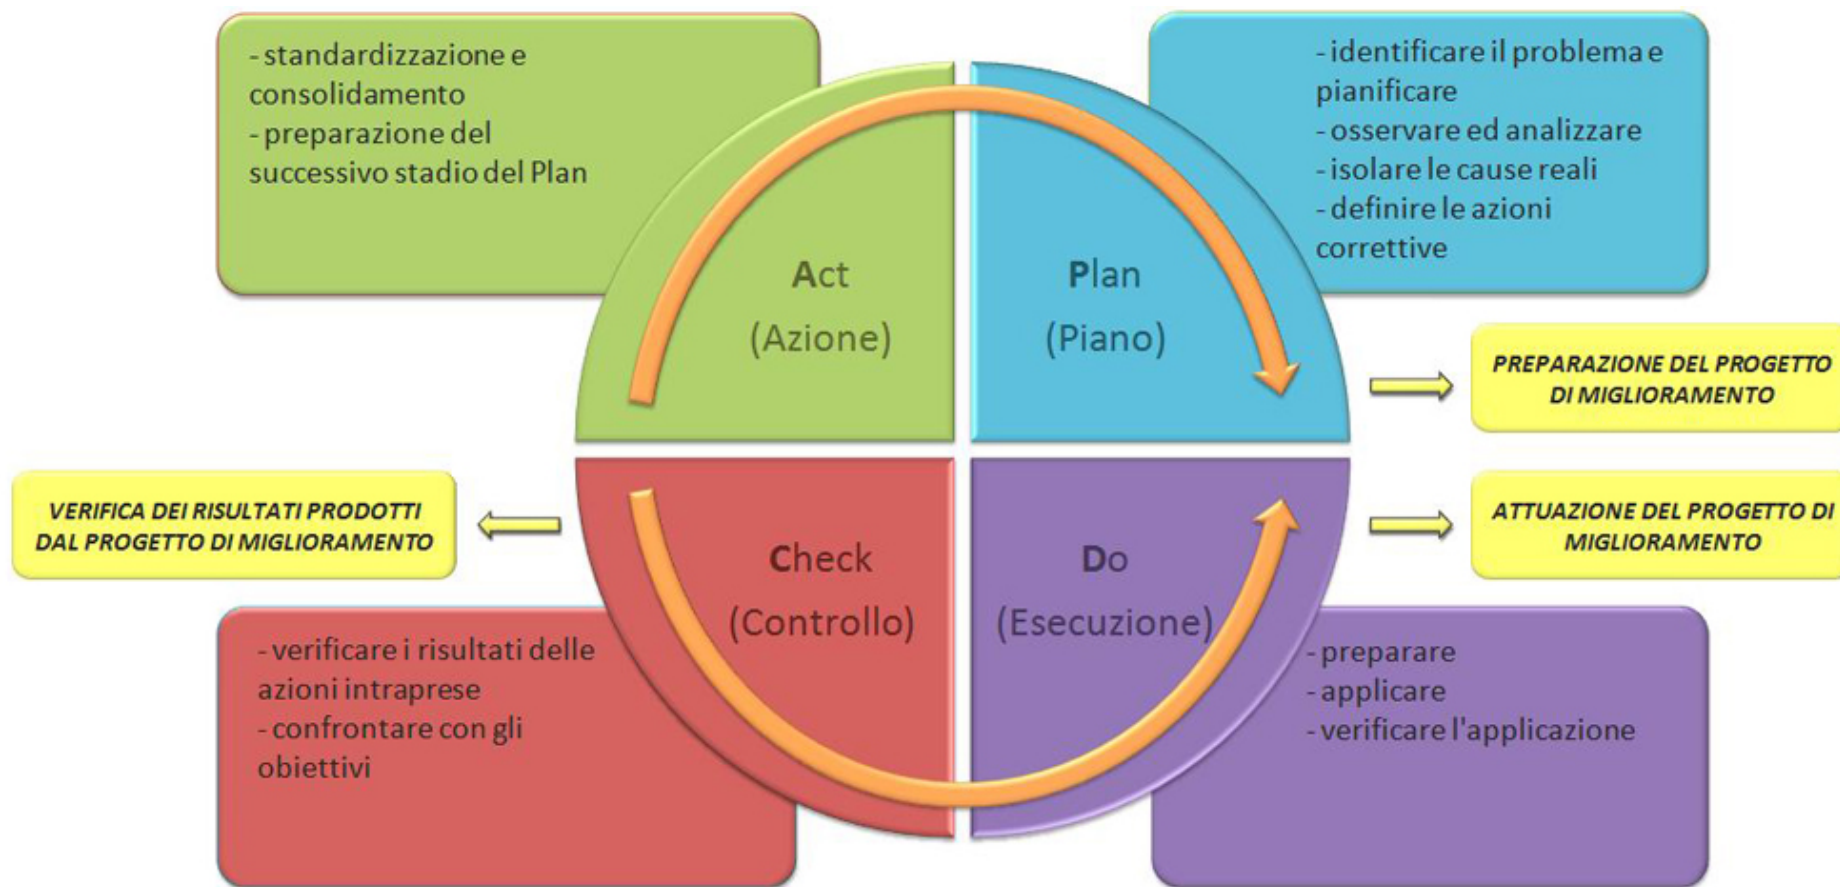 - standardizzazione e
consolidamento
- preparazione del
successivo stadio del Plan
- identificare il problema e
pianificare
- osservare ed analizzare
- isolare le cause reali
- definire le azioni
correttive
Act
(Azione)
Plan
(Piano)
PREPARAZIONE DEL PROGETTO
DI MIGLIORAMENTO
VERIFICA DEI RISULTATI PRODOTTI
DAL PROGETTO DI MIGLIORAMENTO
Check
(Controllo)
Do
(Esecuzione)
ATTUAZIONE DEL PROGETTO DI
MIGLIORAMENTO
- verificare i risultati delle
azioni intraprese
- confrontare con gli
obiettivi
- preparare
- applicare
- verificare l'applicazione